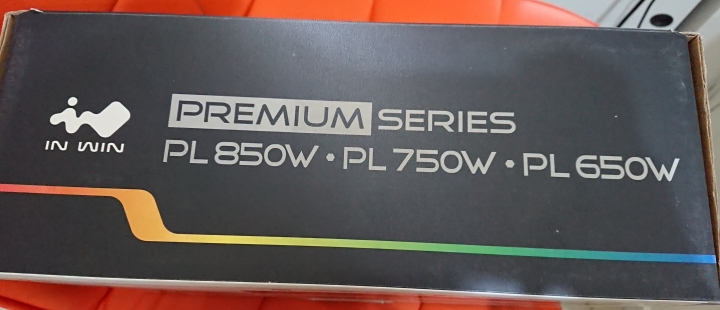 PREMIUM SERIES
IN WIN
PL 850W • PL 750W • PL 650W